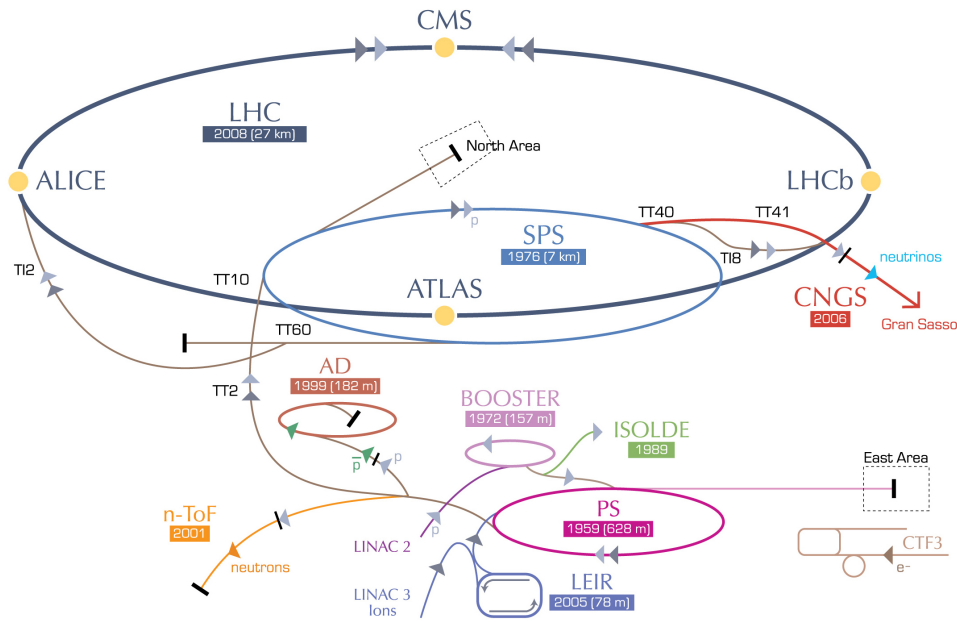 CMS
LHC
2008 (27 km)
North Area
ALICE
LHCb
TT40
TT41
p
SPS
1976 (7 km)
TI8
neutrinos
TI2
TT10
ATLAS
CNGS
2006
Gran Sasso
TT60
AD
1999 (182 m)
TT2
BOOSTER
1972 (157 m)
ISOLDE
1989
p̅
p
East Area
n-ToF
2001
PS
1959 (628 m)
p
LINAC 2
neutrons
CTF3
e-
LEIR
2005 (78 m)
LINAC 3
Ions